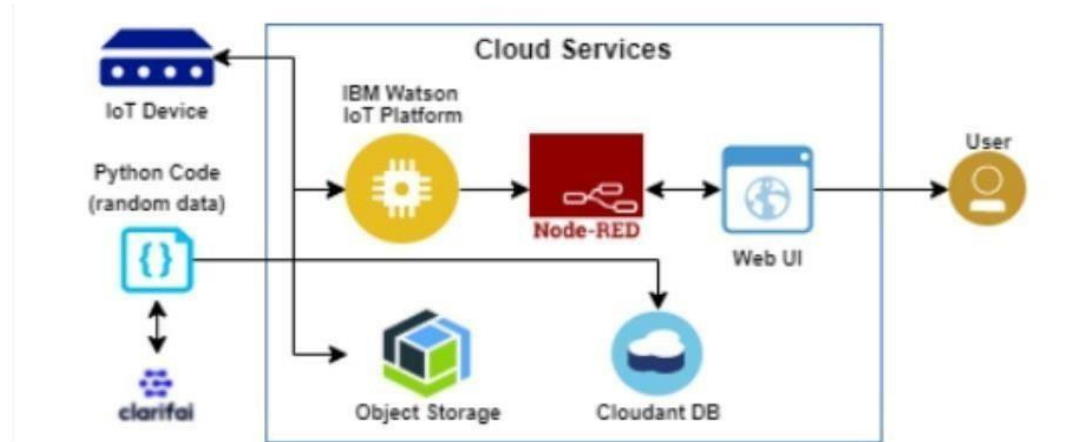 Cloud Services
IoT Device
IBM Watson
IoT Platform
User
Python Code
(random data)
{}
Node-RED
Web UI
clarifai
Object Storage
Cloudant DB